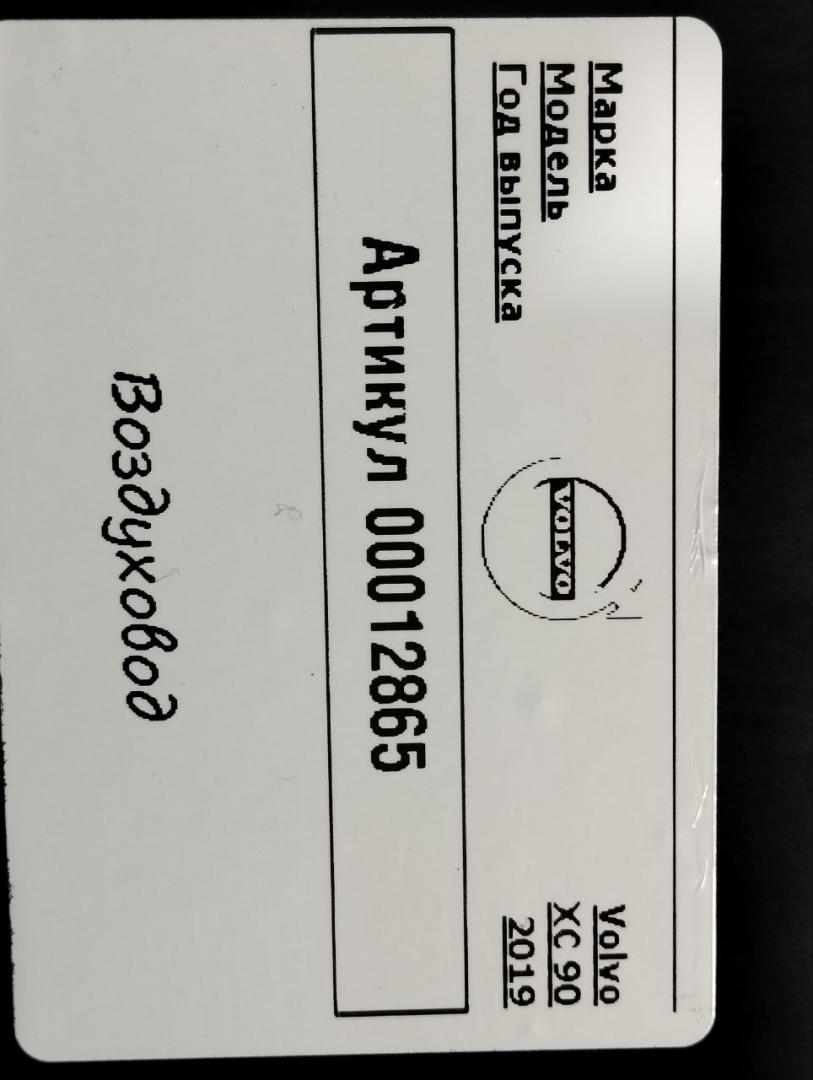 Марка
Volvo
Модель
XC 90
Год выпуска
2019
VOLVO
Артикул 00012865
Воздуховод